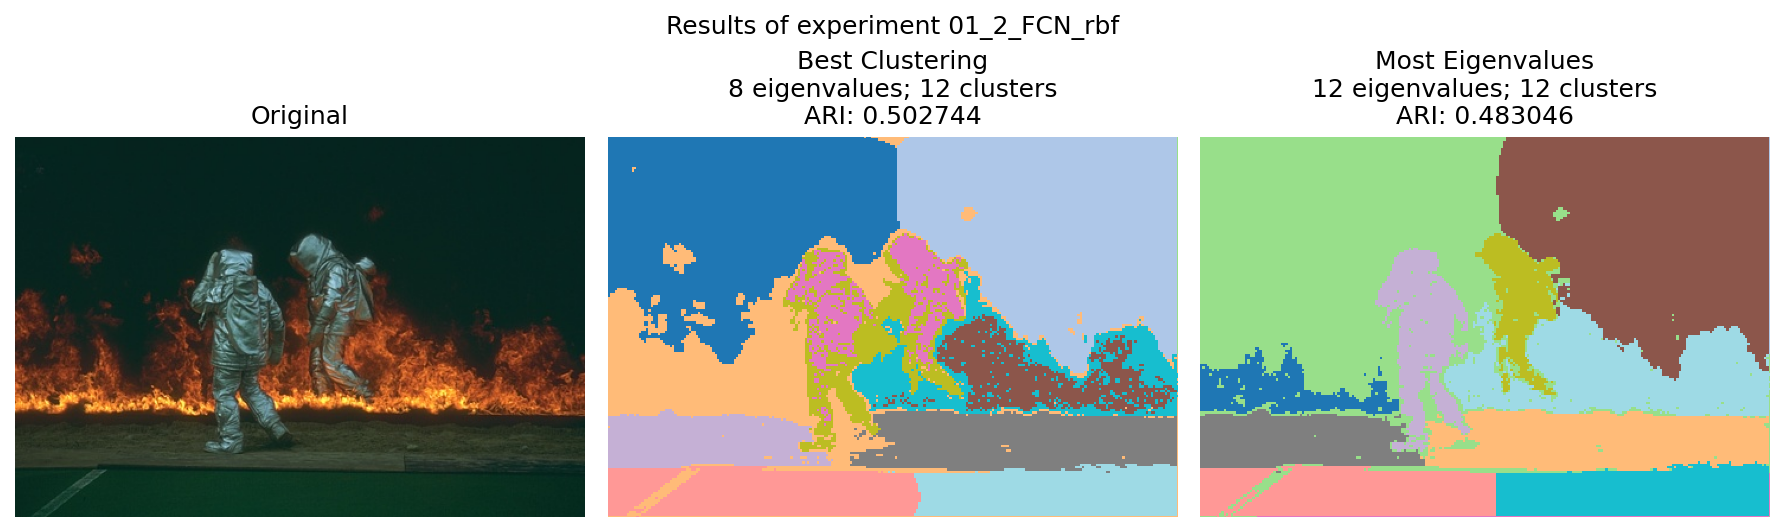 Results of experiment 01_2_FCN_rbf
Original
Best Clustering
8 eigenvalues; 12 clusters
ARI: 0.502744
Most Eigenvalues
12 eigenvalues; 12 clusters
ARI: 0.483046